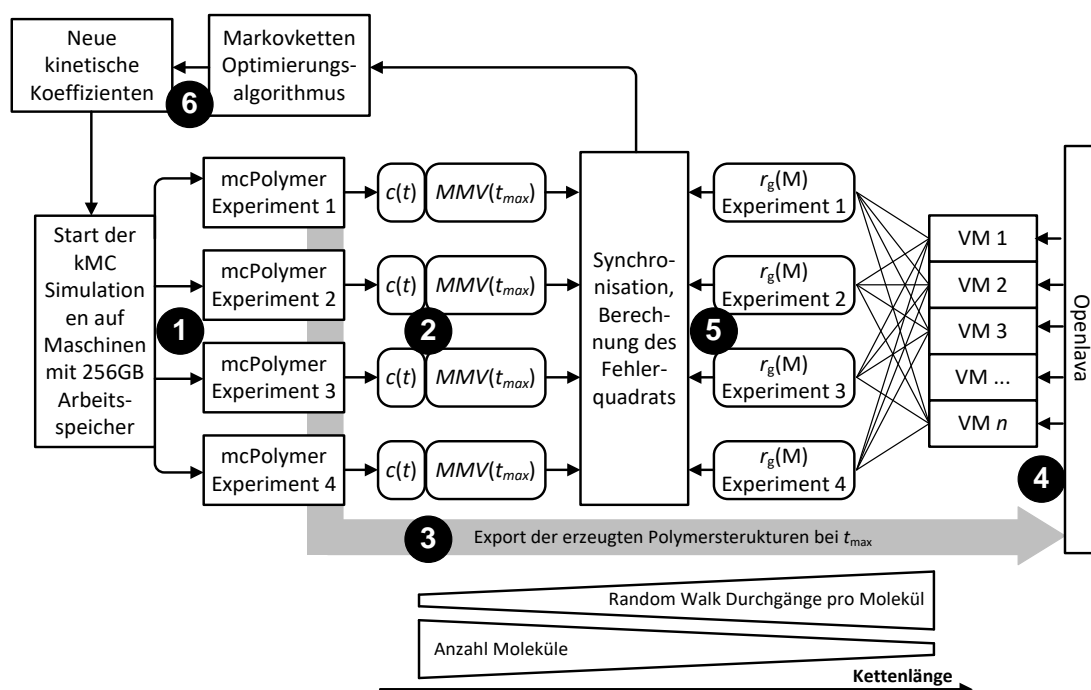 Neue
kinetische
Koeffizienten
Markovketten
Optimierungs-
algorithmus
6
Start der
kMC
Simulation
en auf
Maschinen
mit 256GB
Arbeits-
speicher
1
mcPolymer
Experiment 1
mcPolymer
Experiment 2
mcPolymer
Experiment 3
mcPolymer
Experiment 4
c(t)
MMV(tmax)
c(t)
MMV(tmax)
2
c(t)
MMV(tmax)
c(t)
MMV(tmax)
Synchro-
nisation,
Berech-
nung des
Fehler-
quadrats
5
rg(M)
Experiment 1
rg(M)
Experiment 2
rg(M)
Experiment 3
rg(M)
Experiment 4
VM 1
VM 2
VM 3
VM ...
VM n
Openlava
4
3
Export der erzeugten Polymersterukturen bei tmax
Random Walk Durchgänge pro Molekül
Anzahl Moleküle
Kettenlänge